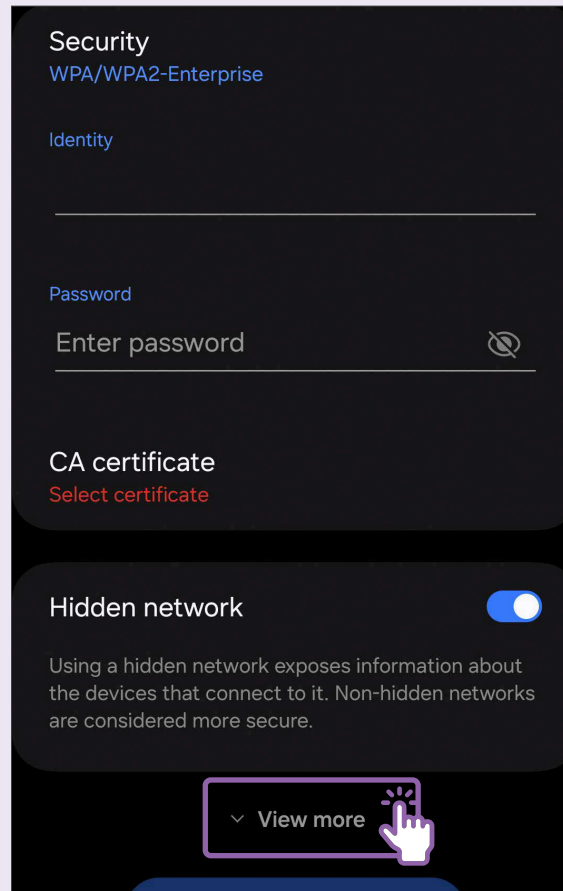 Security
WPA/WPA2-Enterprise
Identity
Password
Enter password
CA certificate
Select certificate
Hidden network
Using a hidden network exposes information about
the devices that connect to it. Non-hidden networks
are considered more secure.
View more